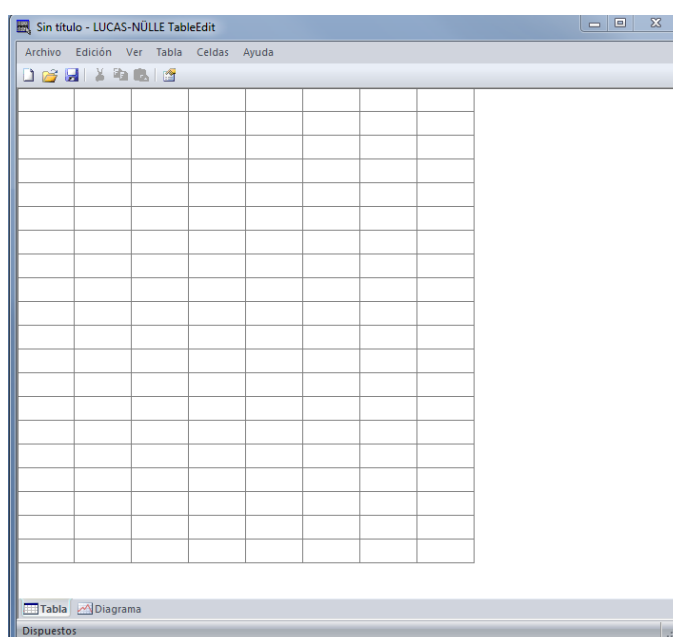 Sin título - LUCAS-NÜLLE TableEdit
Archivo Edición Ver Tabla Celdas Ayuda
Tabla Diagrama
Dispuestos